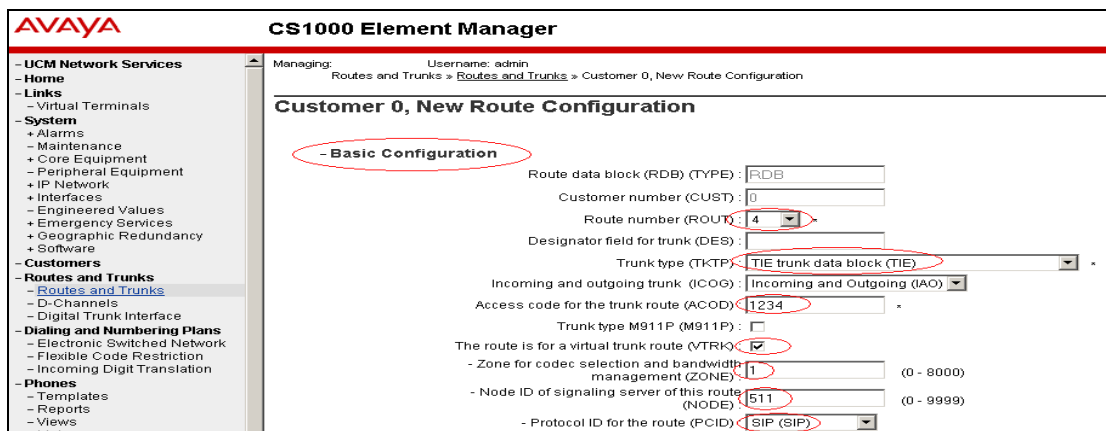 AVAYA
CS1000 Element Manager
- UCM Network Services
- Home
- Links
- Virtual Terminals
- System
+ Alarms
- Maintenance
+ Core Equipment
- Peripheral Equipment
+ IP Network
+ Interfaces
- Engineered Values
+ Emergency Services
+ Geographic Redundancy
+ Software
- Customers
- Routes and Trunks
- Routes and Trunks
- D-Channels
- Digital Trunk Interface
- Dialing and Numbering Plans
- Electronic Switched Network
- Flexible Code Restriction
- Incoming Digit Translation
- Phones
- Templates
- Reports
- Views
Managing: Username: admin
Routes and Trunks » Routes and Trunks » Customer 0, New Route Configuration
Customer 0, New Route Configuration
- Basic Configuration
Route data block (RDB) (TYPE) : RDB
Customer number (CUST) : 0
Route number (ROUT) : 4 *
Designator field for trunk (DES) :
Trunk type (TKTP) : TIE trunk data block (TIE) *
Incoming and outgoing trunk (ICOG) : Incoming and Outgoing (IAO)
Access code for the trunk route (ACOD) : 1234 *
Trunk type M911P (M911P) :
The route is for a virtual trunk route (VTRK) :
- Zone for codec selection and bandwidth
management (ZONE) : 1 (0 - 8000)
- Node ID of signaling server of this route
(NODE) : 511 (0 - 9999)
- Protocol ID for the route (PCID) : SIP (SIP)